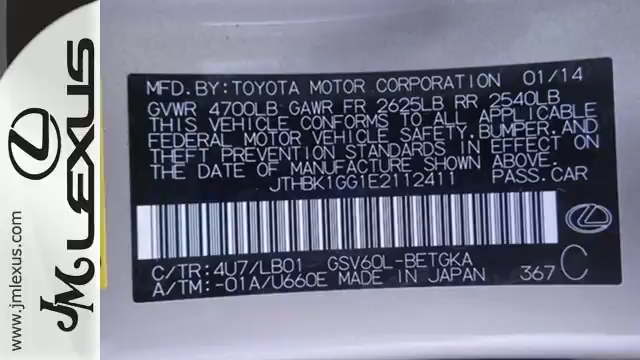 www.jmlexus.com
JM LEXUS
MFD.BY:TOYOTA MOTOR CORPORATION 01/14
GVWR 4700LB GAWR FR 2625LB RR 2540LB
THIS VEHICLE CONFORMS TO ALL APPLICABLE
FEDERAL MOTOR VEHICLE SAFETY,BUMPER,AND
THEFT PREVENTION STANDARDS IN EFFECT ON
THE DATE OF MANUFACTURE SHOWN ABOVE.
JTHBK1GG1E2112411 PASS.CAR
C/TR:4U7/LB01 GSV60L-BETGKA
A/TM:-01A/U660E MADE IN JAPAN 367 C